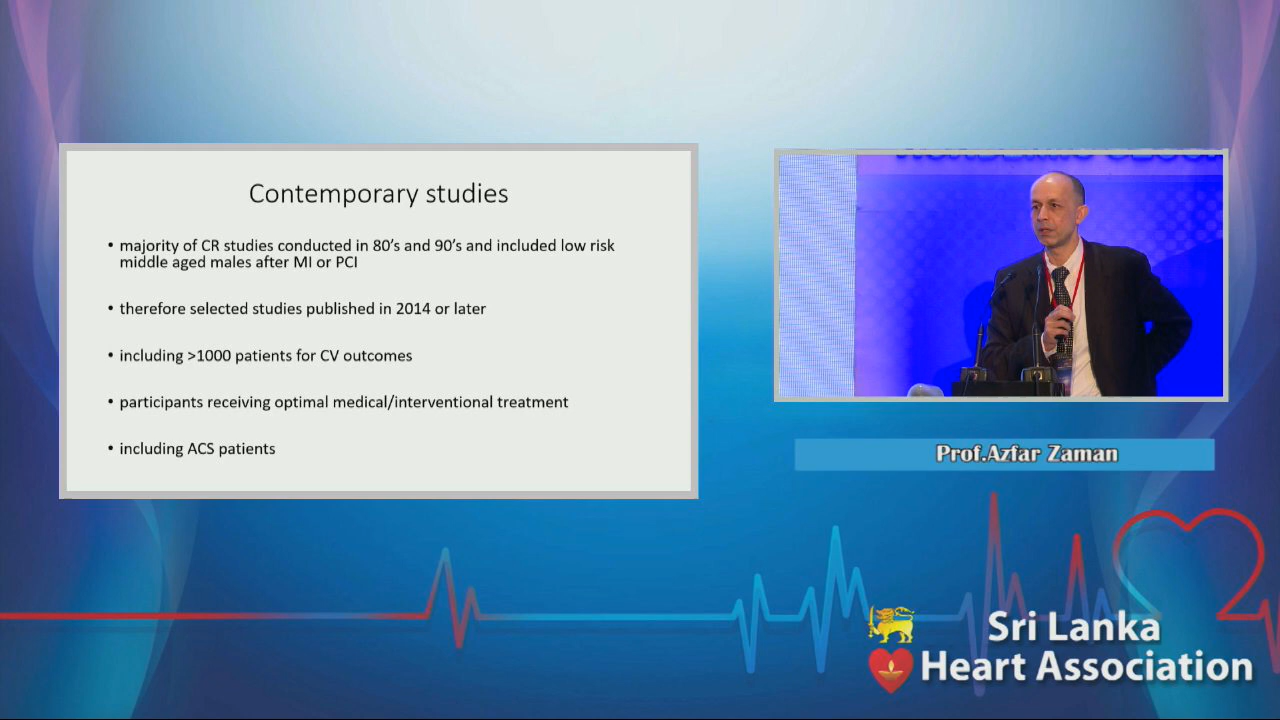 Contemporary studies
• majority of CR studies conducted in 80's and 90's and included low risk
middle aged males after MI or PCI
• therefore selected studies published in 2014 or later
• including >1000 patients for CV outcomes
• participants receiving optimal medical/interventional treatment
• including ACS patients
Prof.Azfar Zaman
Sri Lanka
Heart Association